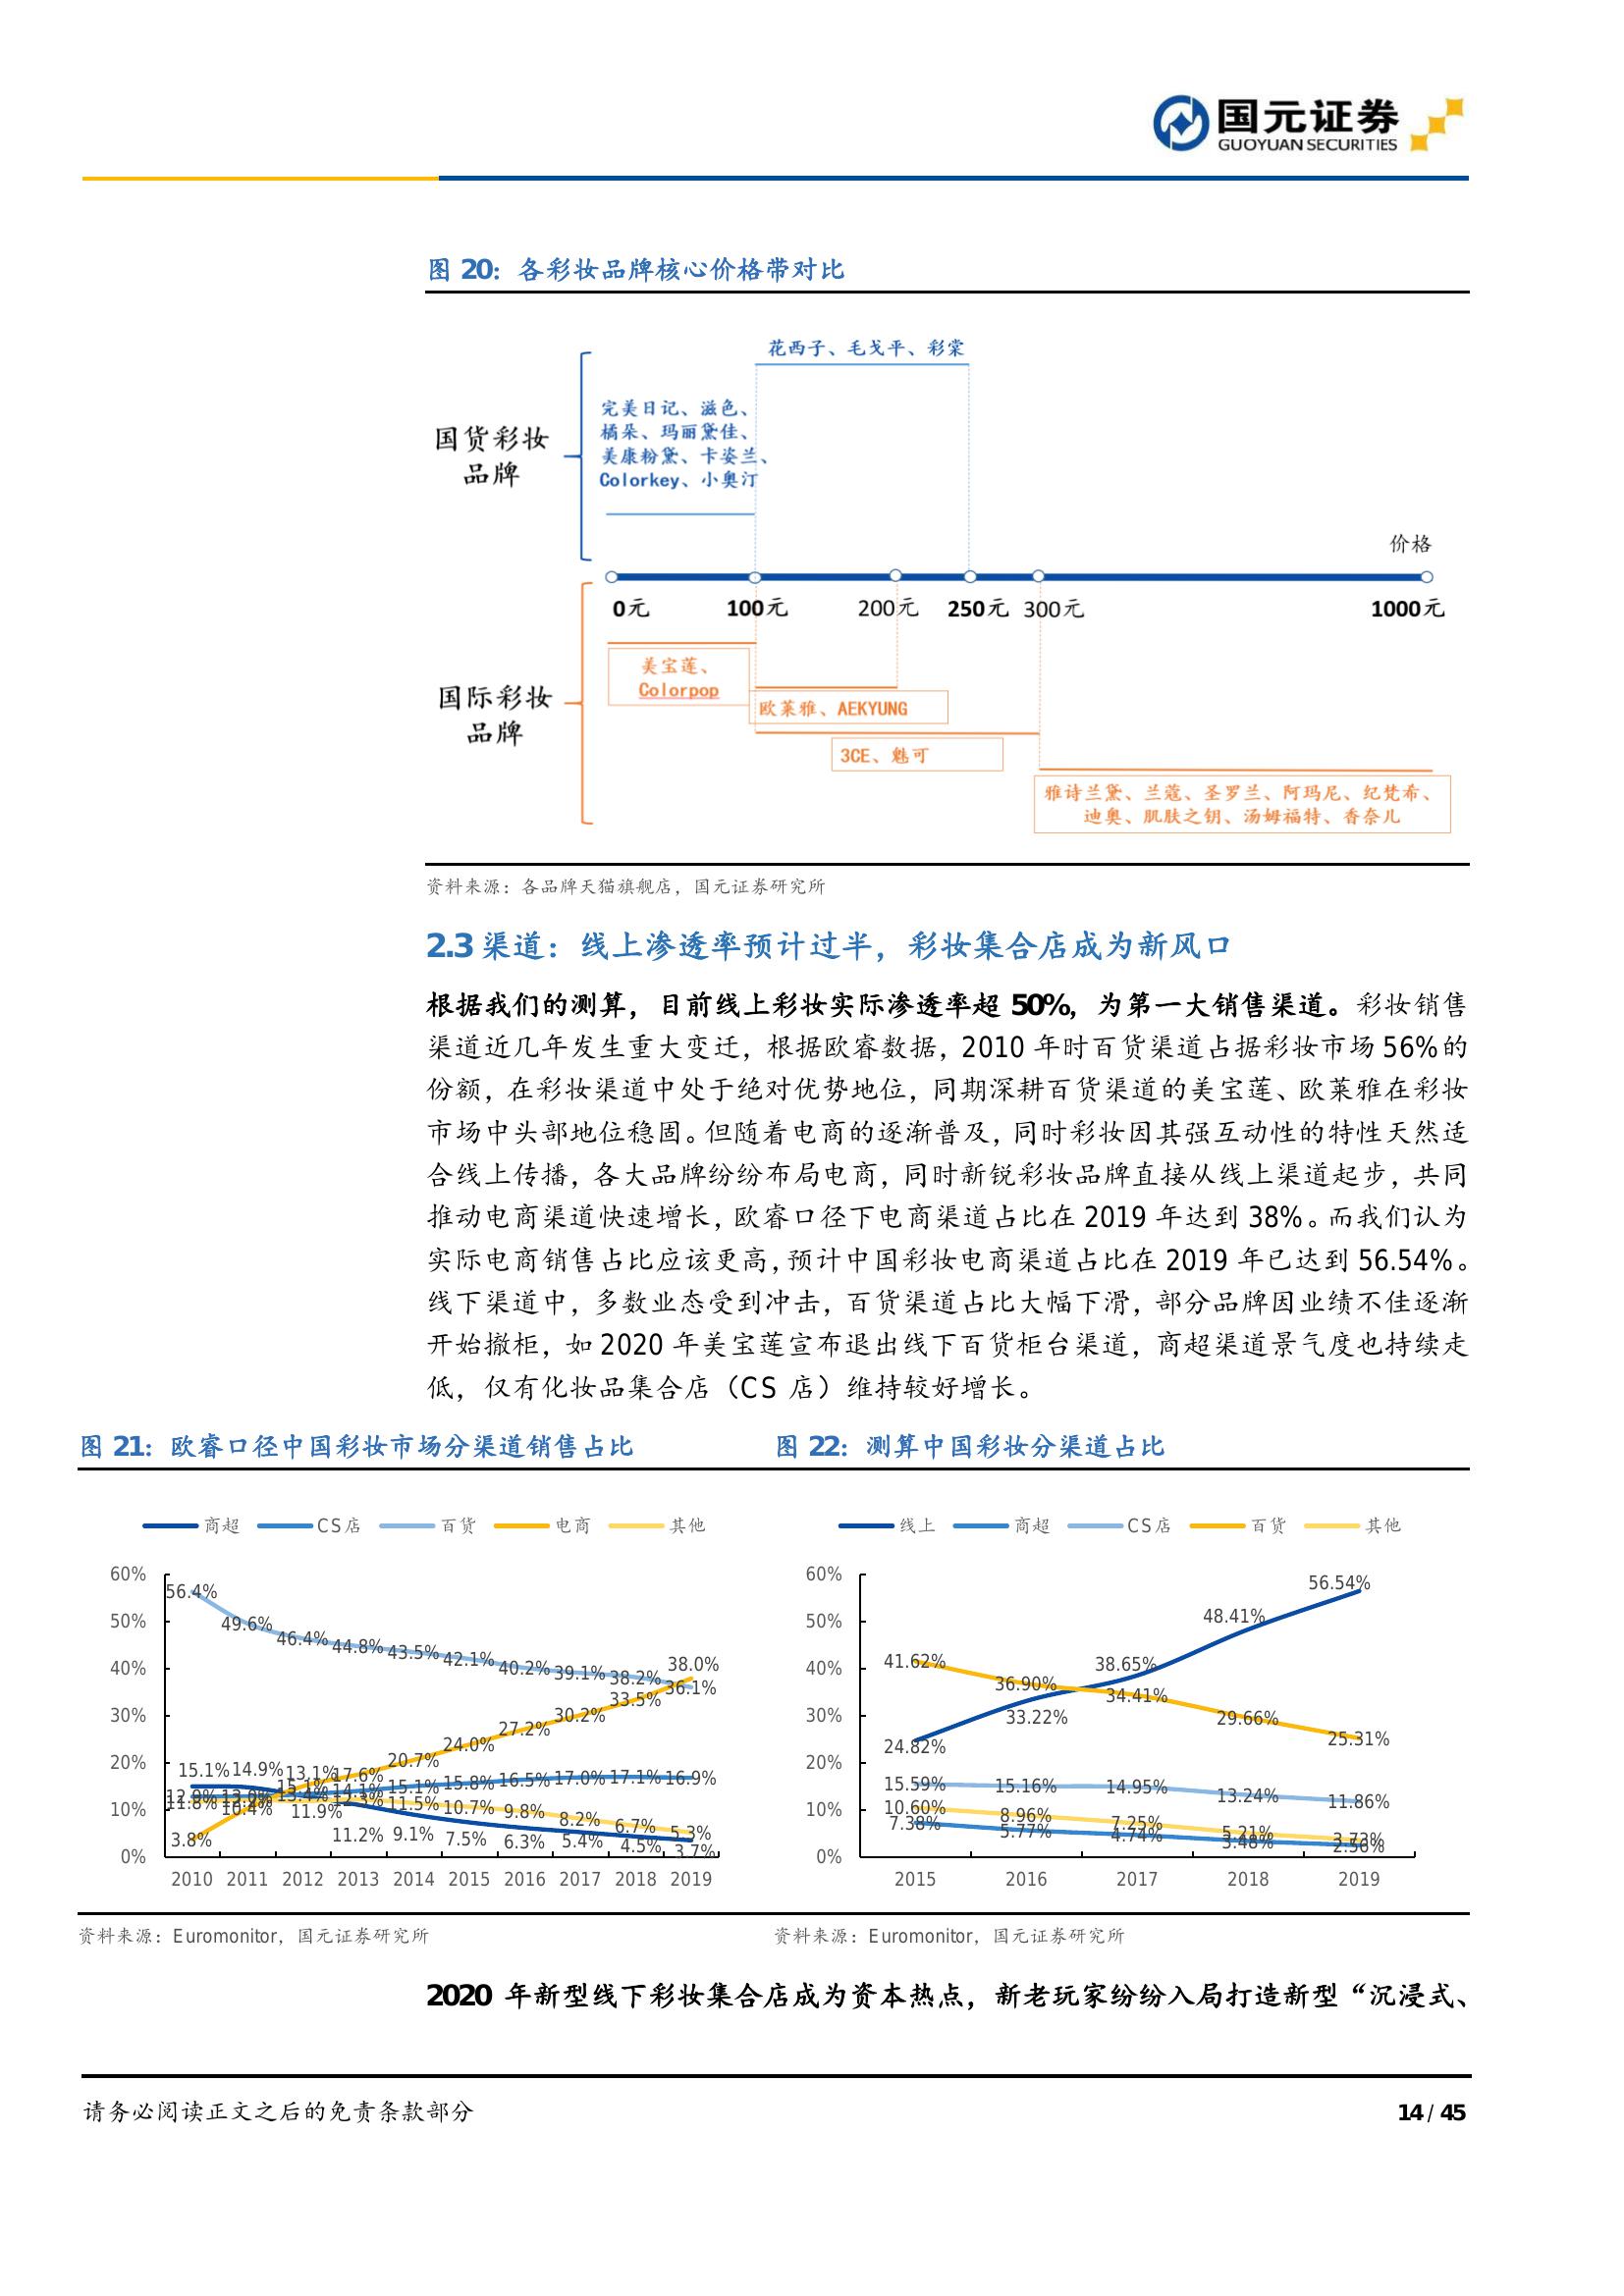 国元证券
GUOYUAN SECURITIES
图 20：各彩妆品牌核心价格带对比
花西子、毛戈平、彩棠
完美日记、滋色、
橘朵、玛丽黛佳、
美康粉黛、卡姿兰、
Colorkey、小奥汀
国货彩妆
品牌
价格
0元 100元 200元 250元 300元 1000元
国际彩妆
品牌
美宝莲、
Colorpop
欧莱雅、AEKYUNG
3CE、魅可
雅诗兰黛、兰蔻、圣罗兰、阿玛尼、纪梵希、
迪奥、肌肤之钥、汤姆福特、香奈儿
资料来源：各品牌天猫旗舰店，国元证券研究所
2.3 渠道：线上渗透率预计过半，彩妆集合店成为新风口
根据我们的测算，目前线上彩妆实际渗透率超 50%，为第一大销售渠道。彩妆销售
渠道近几年发生重大变迁，根据欧睿数据，2010 年时百货渠道占据彩妆市场 56%的
份额，在彩妆渠道中处于绝对优势地位，同期深耕百货渠道的美宝莲、欧莱雅在彩妆
市场中头部地位稳固。但随着电商的逐渐普及，同时彩妆因其强互动性的特性天然适
合线上传播，各大品牌纷纷布局电商，同时新锐彩妆品牌直接从线上渠道起步，共同
推动电商渠道快速增长，欧睿口径下电商渠道占比在 2019 年达到 38%。而我们认为
实际电商销售占比应该更高，预计中国彩妆电商渠道占比在 2019 年已达到 56.54%。
线下渠道中，多数业态受到冲击，百货渠道占比大幅下滑，部分品牌因业绩不佳逐渐
开始撤柜，如 2020 年美宝莲宣布退出线下百货柜台渠道，商超渠道景气度也持续走
低，仅有化妆品集合店（CS 店）维持较好增长。
图 21：欧睿口径中国彩妆市场分渠道销售占比
商超 CS店 百货 电商 其他
60%
50%
40%
30%
20%
10%
0%
56.4% 49.6% 46.4% 44.8% 43.5% 42.1% 40.2% 39.1% 38.2% 36.1%
3.8% 10.4% 15.1% 17.6% 20.7% 24.0% 27.2% 30.2% 33.5% 38.0%
15.1% 14.9% 13.1% 11.2% 9.1% 7.5% 6.3% 5.4% 4.5% 3.7%
14.1% 15.1% 15.8% 16.5% 17.0% 17.1% 16.9%
11.8% 11.9% 11.5% 10.7% 9.8% 8.2% 6.7% 5.3%
2010 2011 2012 2013 2014 2015 2016 2017 2018 2019
资料来源：Euromonitor，国元证券研究所
图 22：测算中国彩妆分渠道占比
线上 商超 CS店 百货 其他
60%
50%
40%
30%
20%
10%
0%
24.82% 33.22% 38.65% 48.41% 56.54%
41.62% 36.90% 34.41% 29.66% 25.31%
15.59% 15.16% 14.95% 13.24% 11.86%
10.60% 8.96% 7.25% 5.21% 3.73%
7.38% 5.77% 4.74% 3.48% 2.56%
2015 2016 2017 2018 2019
资料来源：Euromonitor，国元证券研究所
2020 年新型线下彩妆集合店成为资本热点，新老玩家纷纷入局打造新型“沉浸式、
请务必阅读正文之后的免责条款部分
14 / 45